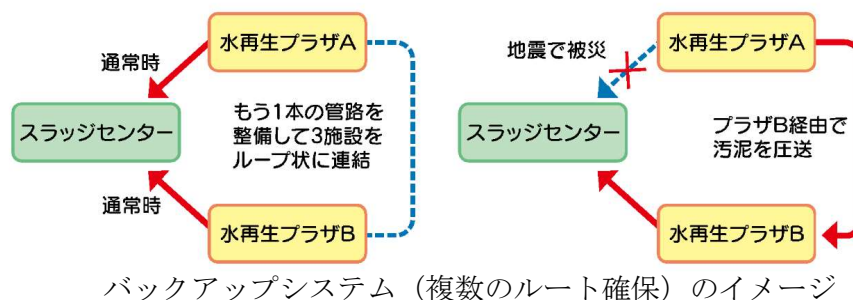 水再生プラザA
通常時
スラッジセンター
もう1本の管路を
整備して3施設を
ループ状に連結
通常時
水再生プラザB
水再生プラザA
地震で被災
スラッジセンター
プラザB経由で
汚泥を圧送
水再生プラザB
バックアップシステム（複数のルート確保）のイメージ